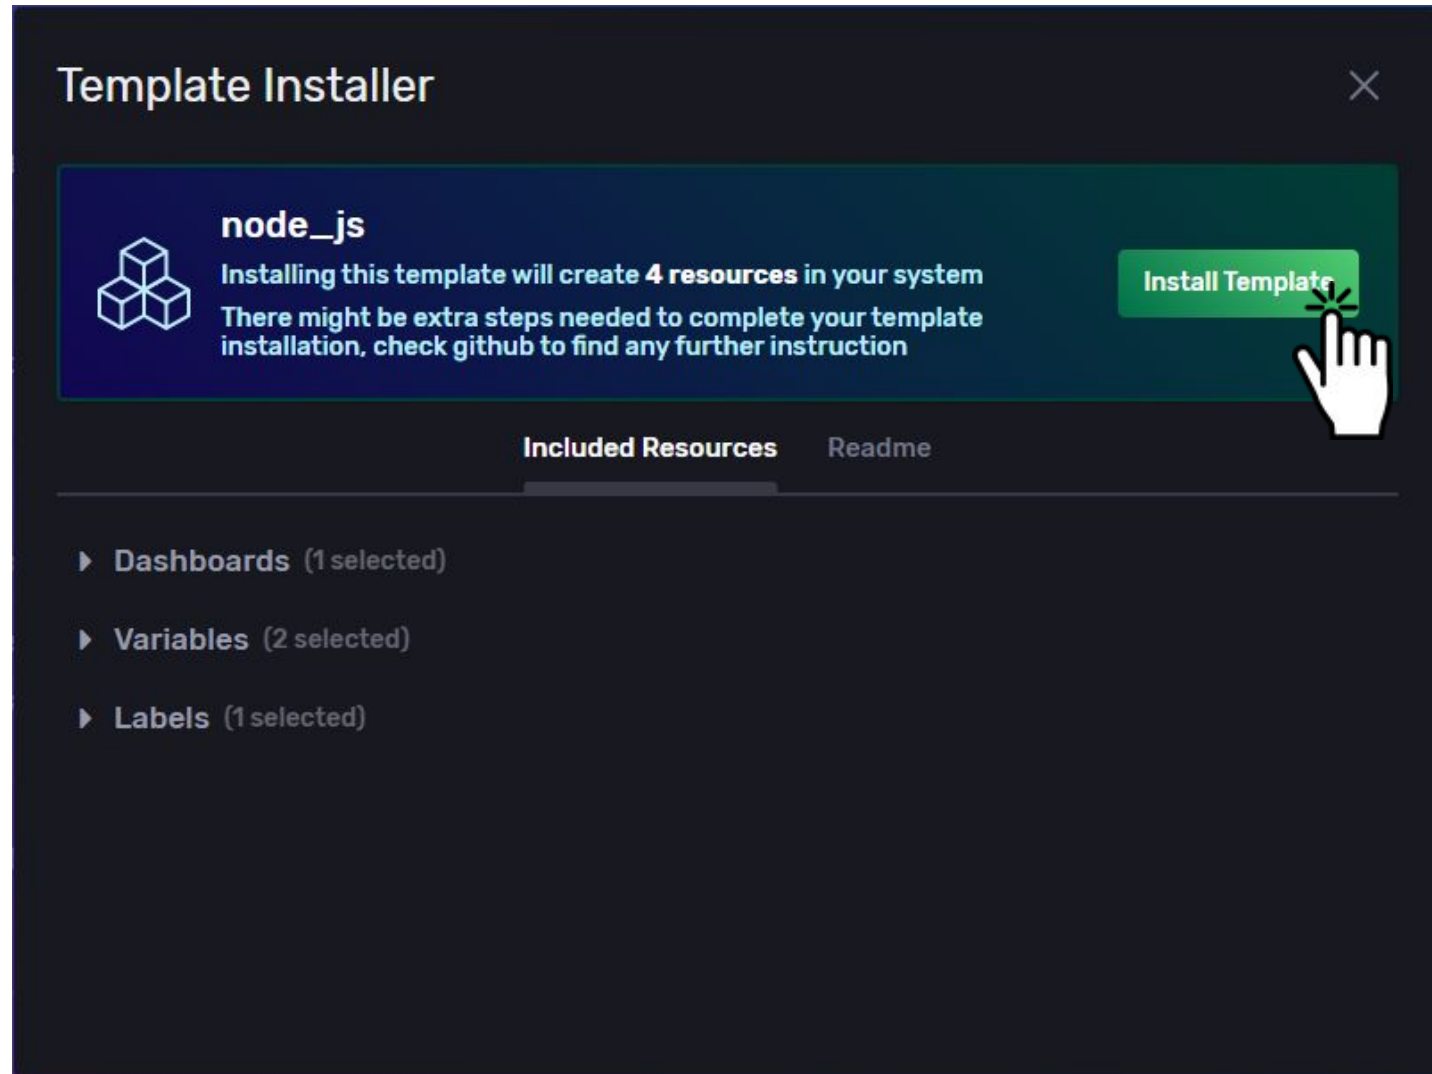 Template Installer
node_js
Installing this template will create 4 resources in your system
There might be extra steps needed to complete your template
installation, check github to find any further instruction
Install Template
Included Resources
Readme
Dashboards (1 selected)
Variables (2 selected)
Labels (1 selected)